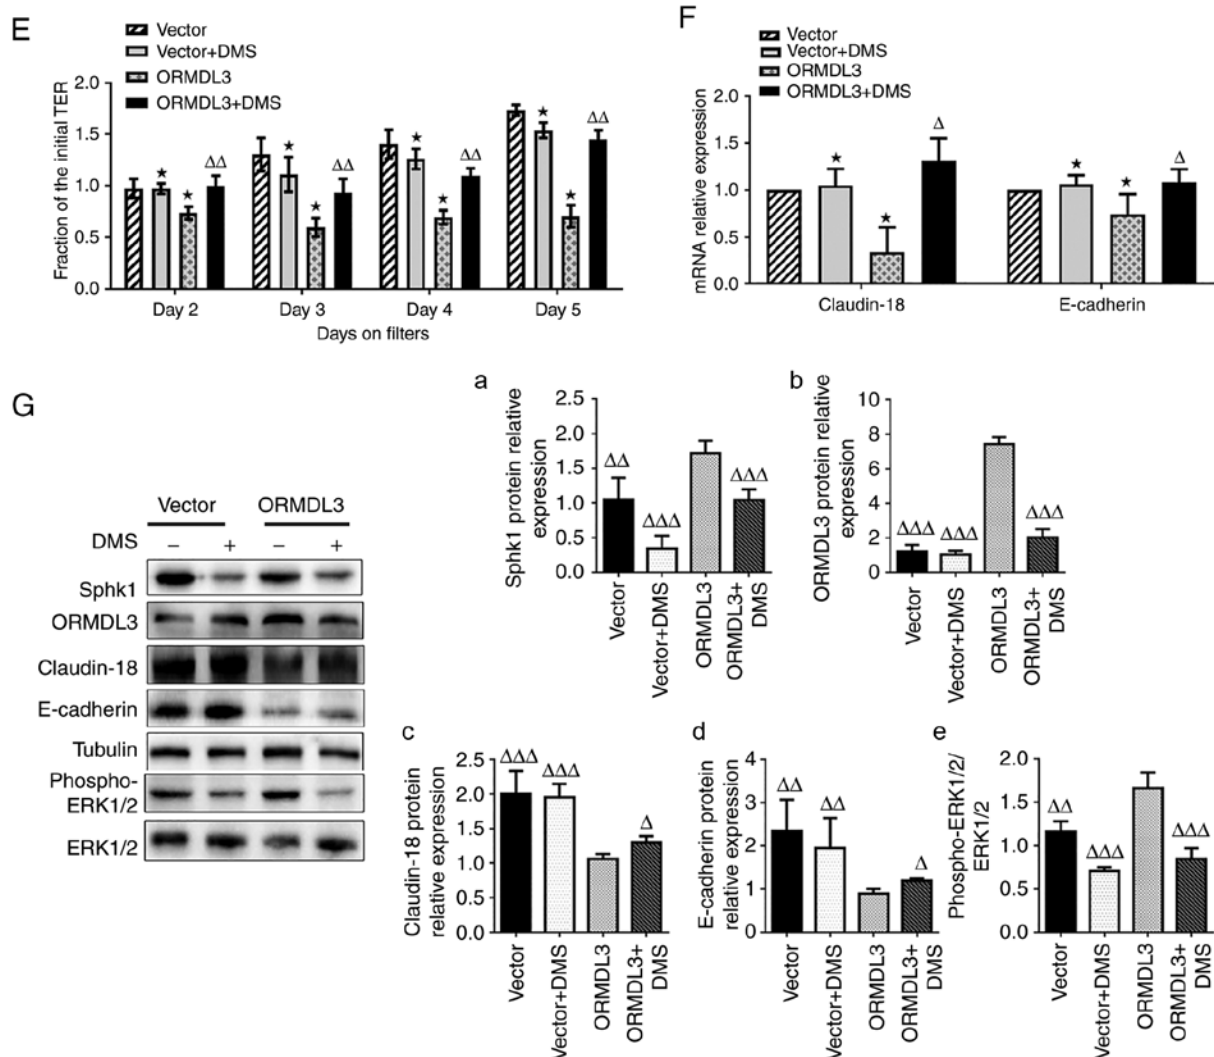 E
Vector
Vector+DMS
ORMDL3
ORMDL3+DMS
Fraction of the initial TER
2.0
★
ΔΔ
1.5
★
★
ΔΔ
ΔΔ
★
ΔΔ
1.0
★
★
★
0.5
★
0.0
Day 2 Day 3 Day 4 Day 5
Days on filters
F
Vector
Vector+DMS
ORMDL3
ORMDL3+DMS
mRNA relative expression
2.0
Δ
1.5
★ ★ Δ
1.0
★
★
0.5
0.0
Claudin-18 E-cadherin
G
Vector ORMDL3
DMS – + – +
Sphk1
ORMDL3
Claudin-18
E-cadherin
Tubulin
Phospho-
ERK1/2
ERK1/2
a
Sphk1 protein relative
expression
2.5
2.0
1.5
1.0
0.5
0.0
ΔΔ
ΔΔΔ
ΔΔΔ
Vector
Vector+DMS
ORMDL3
ORMDL3+
DMS
b
ORMDL3 protein relative
expression
10
8
6
4
2
0
ΔΔΔ
ΔΔΔ
ΔΔΔ
Vector
Vector+DMS
ORMDL3
ORMDL3+
DMS
c
Claudin-18 protein
relative expression
2.5
2.0
1.5
1.0
0.5
0.0
ΔΔΔ
ΔΔΔ
Δ
Vector
Vector+DMS
ORMDL3
ORMDL3+
DMS
d
E-cadherin protein
relative expression
4
3
2
1
0
ΔΔ
ΔΔ
Δ
Vector
Vector+DMS
ORMDL3
ORMDL3+
DMS
e
Phospho-ERK1/2/
ERK1/2
2.0
1.5
1.0
0.5
0.0
ΔΔ
ΔΔΔ
ΔΔΔ
Vector
Vector+DMS
ORMDL3
ORMDL3+
DMS